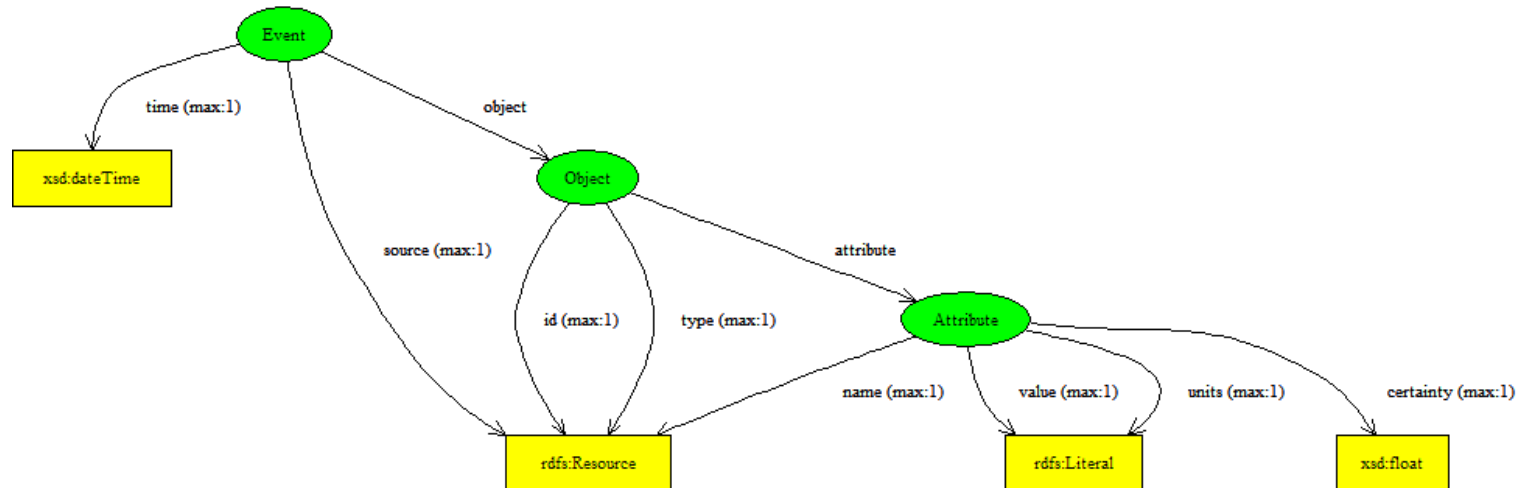 Event
time (max:1)
object
xsd:dateTime
Object
source (max:1)
attribute
id (max:1)
type (max:1)
Attribute
name (max:1)
value (max:1)
units (max:1)
certainty (max:1)
rdfs:Resource
rdfs:Literal
xsd:float